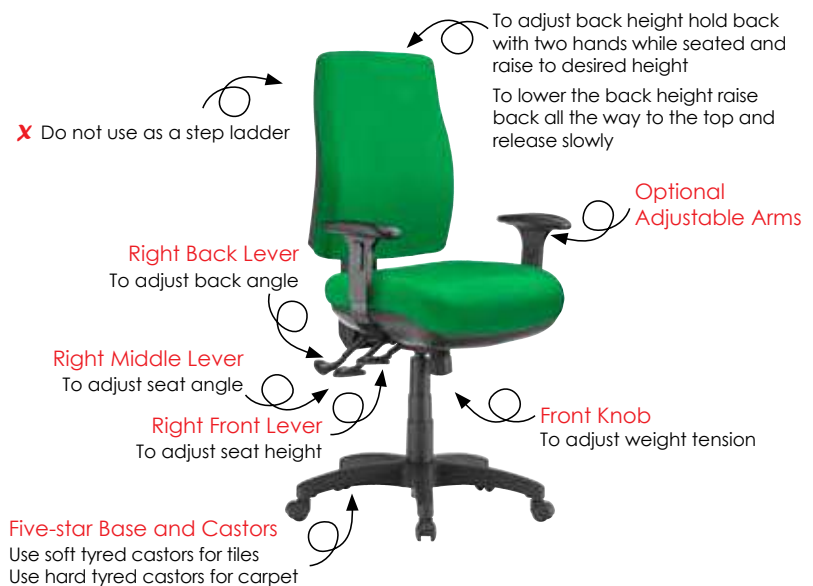 To adjust back height hold back
with two hands while seated and
raise to desired height
To lower the back height raise
back all the way to the top and
release slowly
✗ Do not use as a step ladder
Optional
Adjustable Arms
Right Back Lever
To adjust back angle
Right Middle Lever
To adjust seat angle
Right Front Lever
To adjust seat height
Front Knob
To adjust weight tension
Five-star Base and Castors
Use soft tyred castors for tiles
Use hard tyred castors for carpet